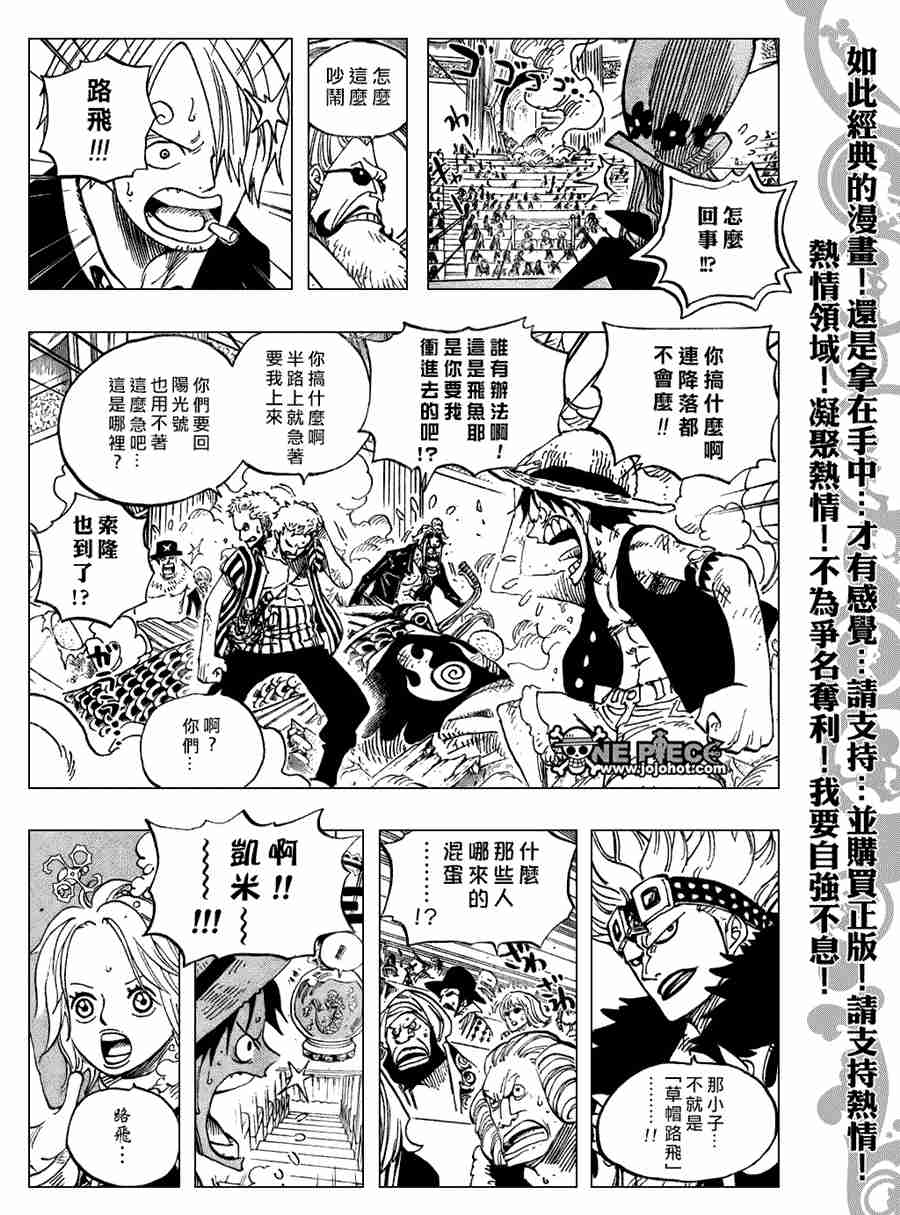 如此經典的漫畫！還是拿在手中…才有感覺…請支持…並購買正版！請支持熱情！
熱情領域！凝聚熱情！不為爭名奪利！我要自強不息！
ゴゴゴ
わわ
怎麼
回事!!?
怎麼
這麼
吵鬧
路飛!!!
你搞什麼啊
連降落都
不會麼!!
誰有辦法啊！
這是飛魚耶
是你要我
衝進去的吧!?
你搞什麼啊
半路上就急著
要我上來
你們要回
陽光號
也用不著
這麼急吧…
這是哪裡？
索隆
也到了!?
啊？
你們…
ONE PIECE
www.jojohot.com
那小子…
不就是
「草帽路飛」
………!!
什麼
那些人
哪來的
混蛋
………!?
啊!!
凱米
～～～!!!
路飛…